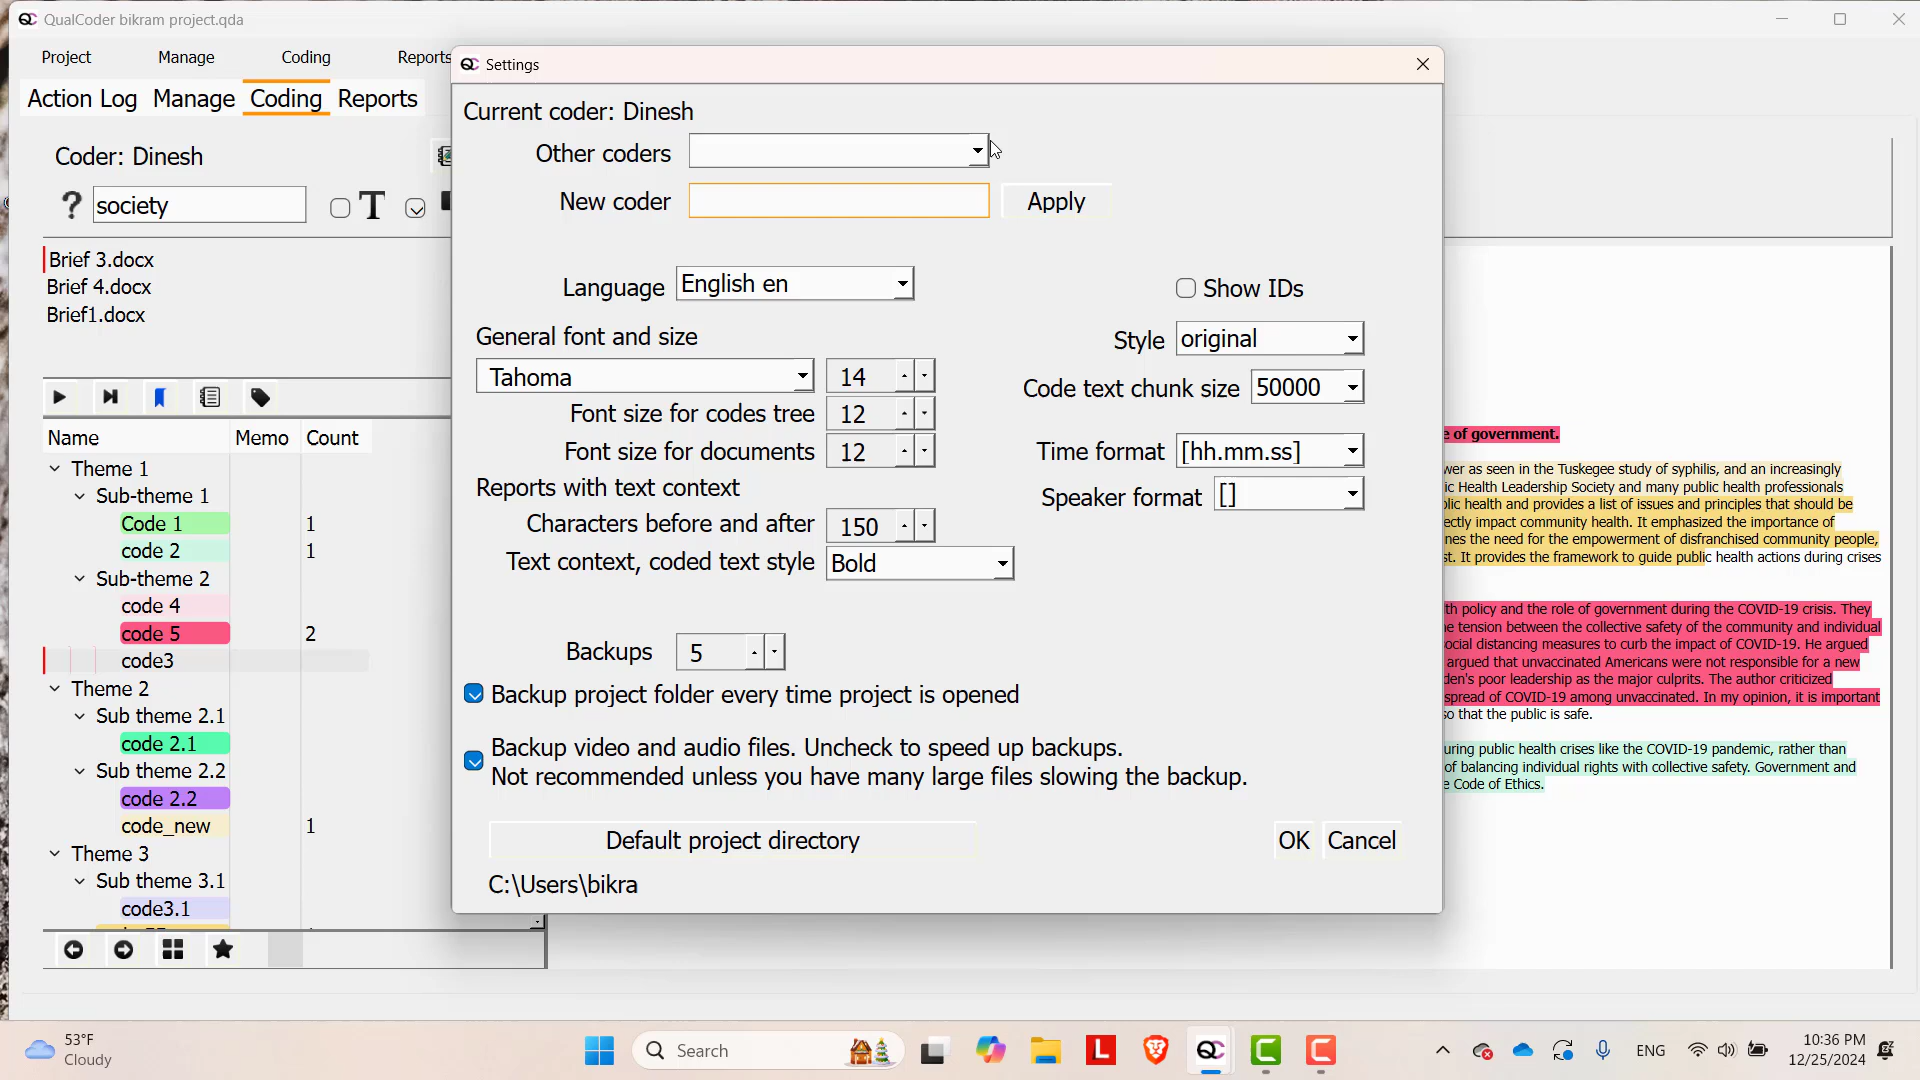 QualCoder bikram project.qda
Project Manage Coding Reports
Action Log Manage Coding Reports
Coder: Dinesh
? society T
Brief 3.docx
Brief 4.docx
Brief1.docx
Name Memo Count
Theme 1
Sub-theme 1
Code 1 1
code 2 1
Sub-theme 2
code 4
code 5 2
code3
Theme 2
Sub theme 2.1
code 2.1
Sub theme 2.2
code 2.2
code_new 1
Theme 3
Sub theme 3.1
code3.1
Settings
Current coder: Dinesh
Other coders
New coder Apply
Language English en
Show IDs
General font and size
Style original
Tahoma 14
Code text chunk size 50000
Font size for codes tree 12
Font size for documents 12
Time format [hh.mm.ss]
Reports with text context
Speaker format []
Characters before and after 150
Text context, coded text style Bold
Backups 5
Backup project folder every time project is opened
Backup video and audio files. Uncheck to speed up backups.
Not recommended unless you have many large files slowing the backup.
Default project directory
OK Cancel
C:\Users\bikra
e of government.
wer as seen in the Tuskegee study of syphilis, and an increasingly
ic Health Leadership Society and many public health professionals
blic health and provides a list of issues and principles that should be
ectly impact community health. It emphasized the importance of
nes the need for the empowerment of disfranchised community people,
st. It provides the framework to guide public health actions during crises
th policy and the role of government during the COVID-19 crisis. They
e tension between the collective safety of the community and individual
ocial distancing measures to curb the impact of COVID-19. He argued
argued that unvaccinated Americans were not responsible for a new
den's poor leadership as the major culprits. The author criticized
spread of COVID-19 among unvaccinated. In my opinion, it is important
so that the public is safe.
uring public health crises like the COVID-19 pandemic, rather than
of balancing individual rights with collective safety. Government and
e Code of Ethics.
53°F
Cloudy
Search
ENG
10:36 PM
12/25/2024